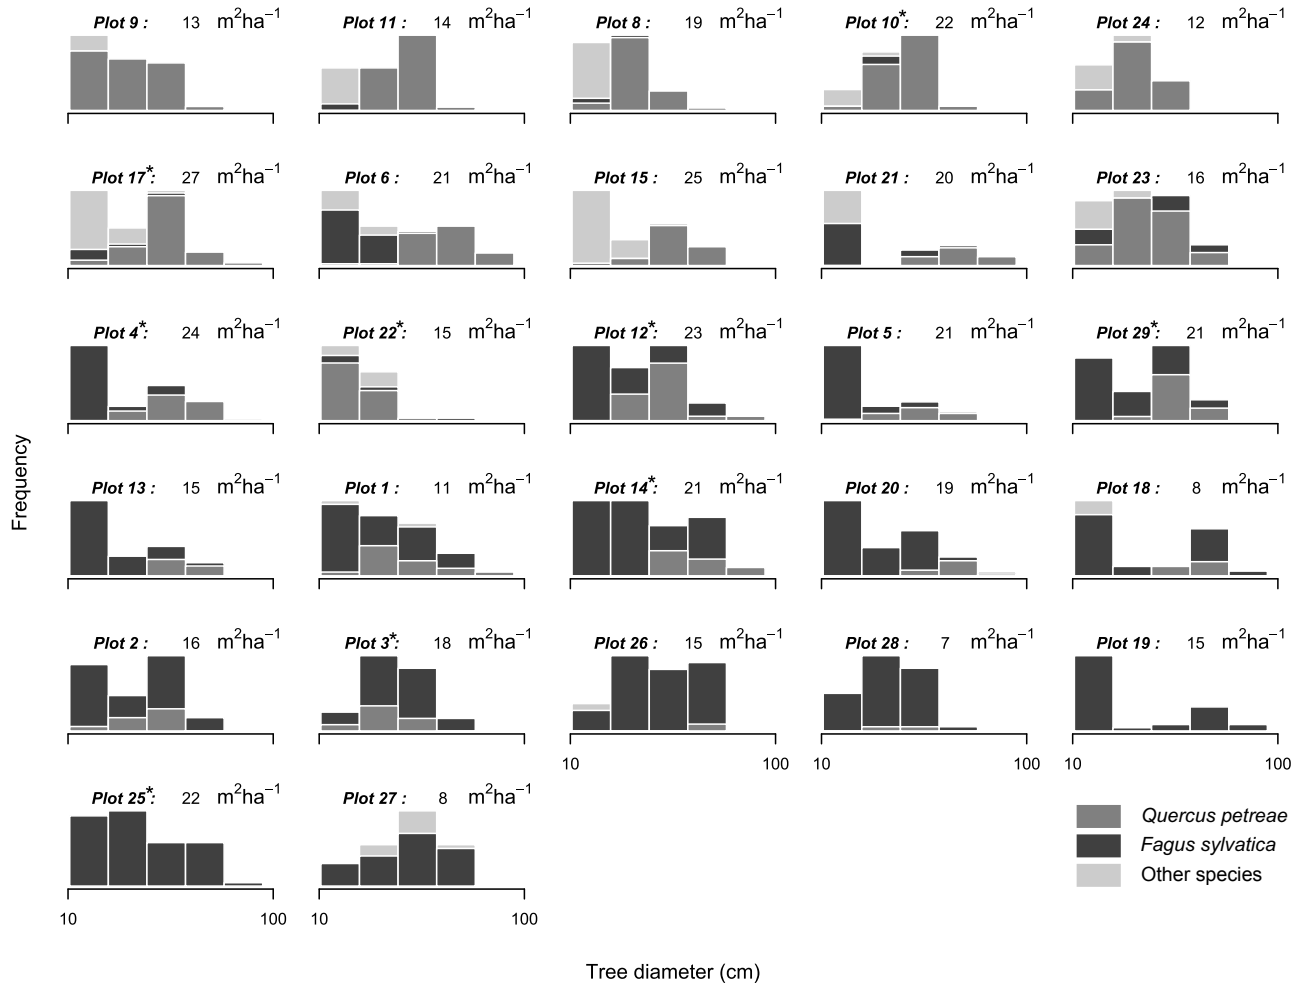 Plot 9 : 13 m²ha⁻¹
Plot 11 : 14 m²ha⁻¹
Plot 8 : 19 m²ha⁻¹
Plot 10*: 22 m²ha⁻¹
Plot 24 : 12 m²ha⁻¹
Plot 17*: 27 m²ha⁻¹
Plot 6 : 21 m²ha⁻¹
Plot 15 : 25 m²ha⁻¹
Plot 21 : 20 m²ha⁻¹
Plot 23 : 16 m²ha⁻¹
Plot 4*: 24 m²ha⁻¹
Plot 22*: 15 m²ha⁻¹
Plot 12*: 23 m²ha⁻¹
Plot 5 : 21 m²ha⁻¹
Plot 29*: 21 m²ha⁻¹
Frequency
Plot 13 : 15 m²ha⁻¹
Plot 1 : 11 m²ha⁻¹
Plot 14*: 21 m²ha⁻¹
Plot 20 : 19 m²ha⁻¹
Plot 18 : 8 m²ha⁻¹
Plot 2 : 16 m²ha⁻¹
Plot 3*: 18 m²ha⁻¹
Plot 26 : 15 m²ha⁻¹
Plot 28 : 7 m²ha⁻¹
Plot 19 : 15 m²ha⁻¹
10 100
10 100
10 100
Plot 25*: 22 m²ha⁻¹
Plot 27 : 8 m²ha⁻¹
10 100
10 100
Quercus petreae
Fagus sylvatica
Other species
Tree diameter (cm)